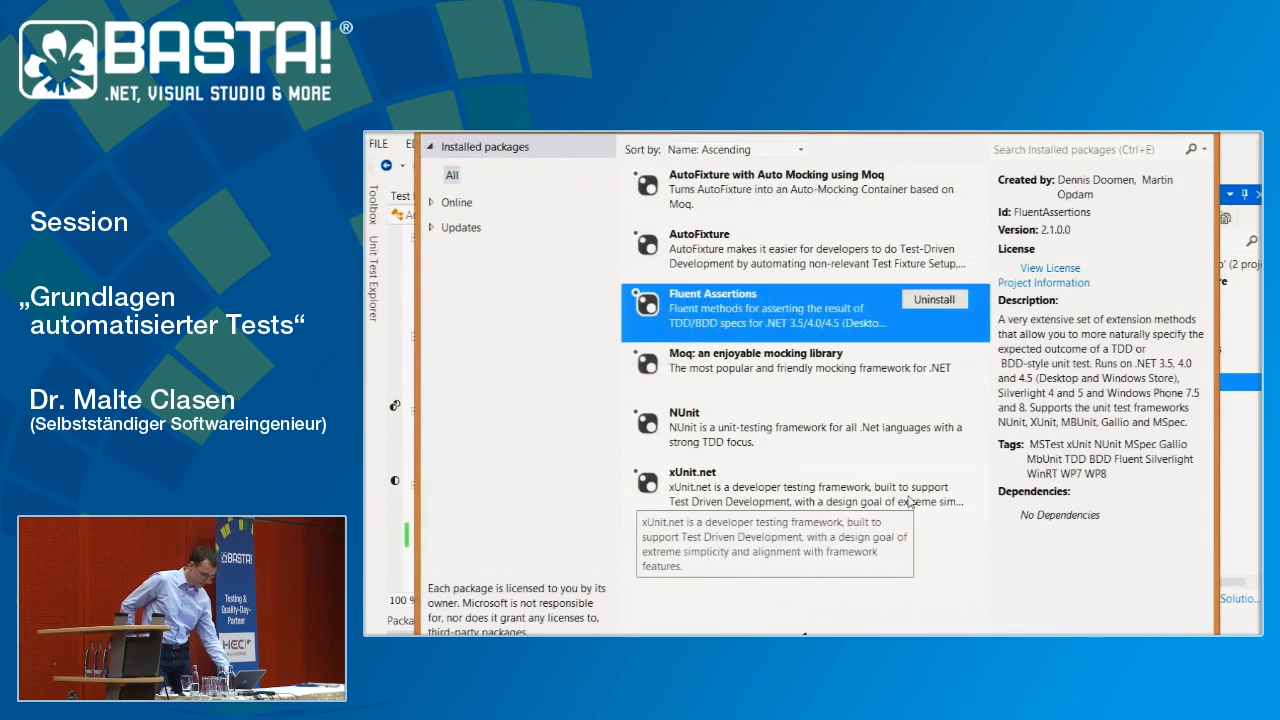 BASTA!®
.NET, VISUAL STUDIO & MORE
Session
„Grundlagen
automatisierter Tests“
Dr. Malte Clasen
(Selbstständiger Softwareingenieur)
BASTA!
Testing &
Quality-Day-
Partner
HEC
FILE
Toolbox
Unit Test Explorer
Test
100 %
Packa
Installed packages
All
Online
Updates
Each package is licensed to you by its
owner. Microsoft is not responsible
for, nor does it grant any licenses to,
third-party packages.
Sort by: Name: Ascending
AutoFixture with Auto Mocking using Moq
Turns AutoFixture into an Auto-Mocking Container based on
Moq.
AutoFixture
AutoFixture makes it easier for developers to do Test-Driven
Development by automating non-relevant Test Fixture Setup,...
Fluent Assertions
Uninstall
Fluent methods for asserting the result of
TDD/BDD specs for .NET 3.5/4.0/4.5 (Deskto...
Moq: an enjoyable mocking library
The most popular and friendly mocking framework for .NET
NUnit
NUnit is a unit-testing framework for all .Net languages with a
strong TDD focus.
xUnit.net
xUnit.net is a developer testing framework, built to support
Test Driven Development, with a design goal of extreme sim...
xUnit.net is a developer testing framework, built to
support Test Driven Development, with a design goal of
extreme simplicity and alignment with framework
features.
Search Installed packages (Ctrl+E)
Created by: Dennis Doomen, Martin
Opdam
Id: FluentAssertions
Version: 2.1.0.0
License
View License
Project Information
Description:
A very extensive set of extension methods
that allow you to more naturally specify the
expected outcome of a TDD or
BDD-style unit test. Runs on .NET 3.5, 4.0
and 4.5 (Desktop and Windows Store),
Silverlight 4 and 5 and Windows Phone 7.5
and 8. Supports the unit test frameworks
NUnit, XUnit, MBUnit, Gallio and MSpec.
Tags: MSTest xUnit NUnit MSpec Gallio
MbUnit TDD BDD Fluent Silverlight
WinRT WP7 WP8
Dependencies:
No Dependencies
(2 proj
Solutio...